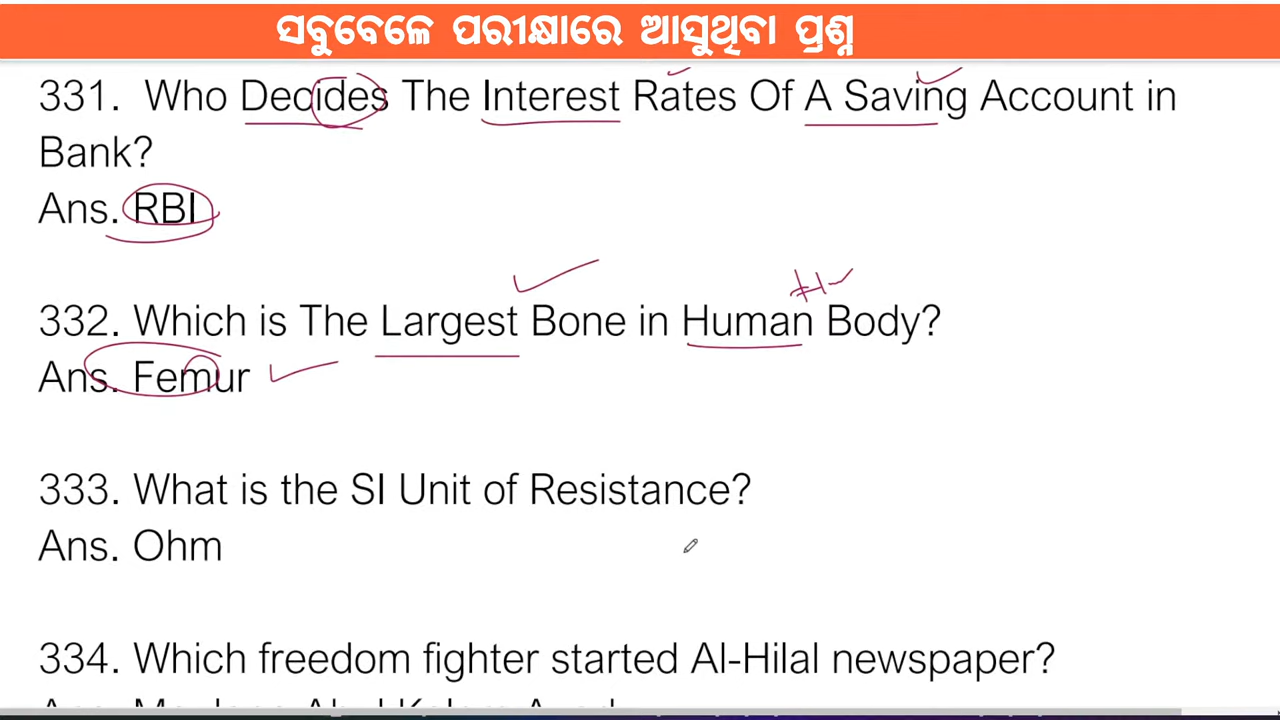 ସବୁବେଳେ ପରୀକ୍ଷାରେ ଆସୁଥିବା ପ୍ରଶ୍ନ
331. Who Decides The Interest Rates Of A Saving Account in
Bank?
Ans. RBI
332. Which is The Largest Bone in Human Body?
Ans. Femur
333. What is the SI Unit of Resistance?
Ans. Ohm
334. Which freedom fighter started Al-Hilal newspaper?